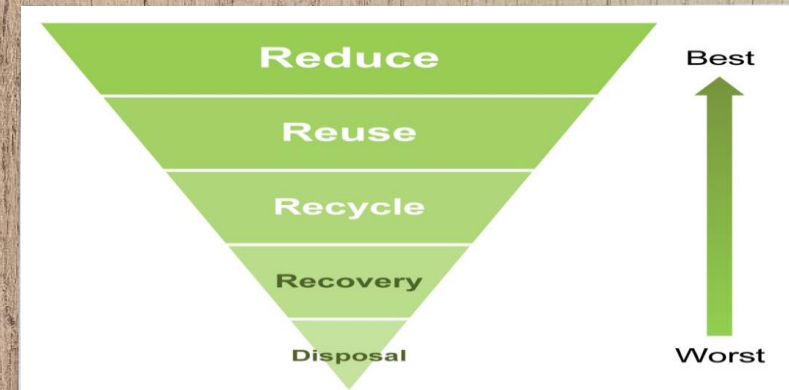 Reduce
Best
Reuse
Recycle
Recovery
Disposal
Worst